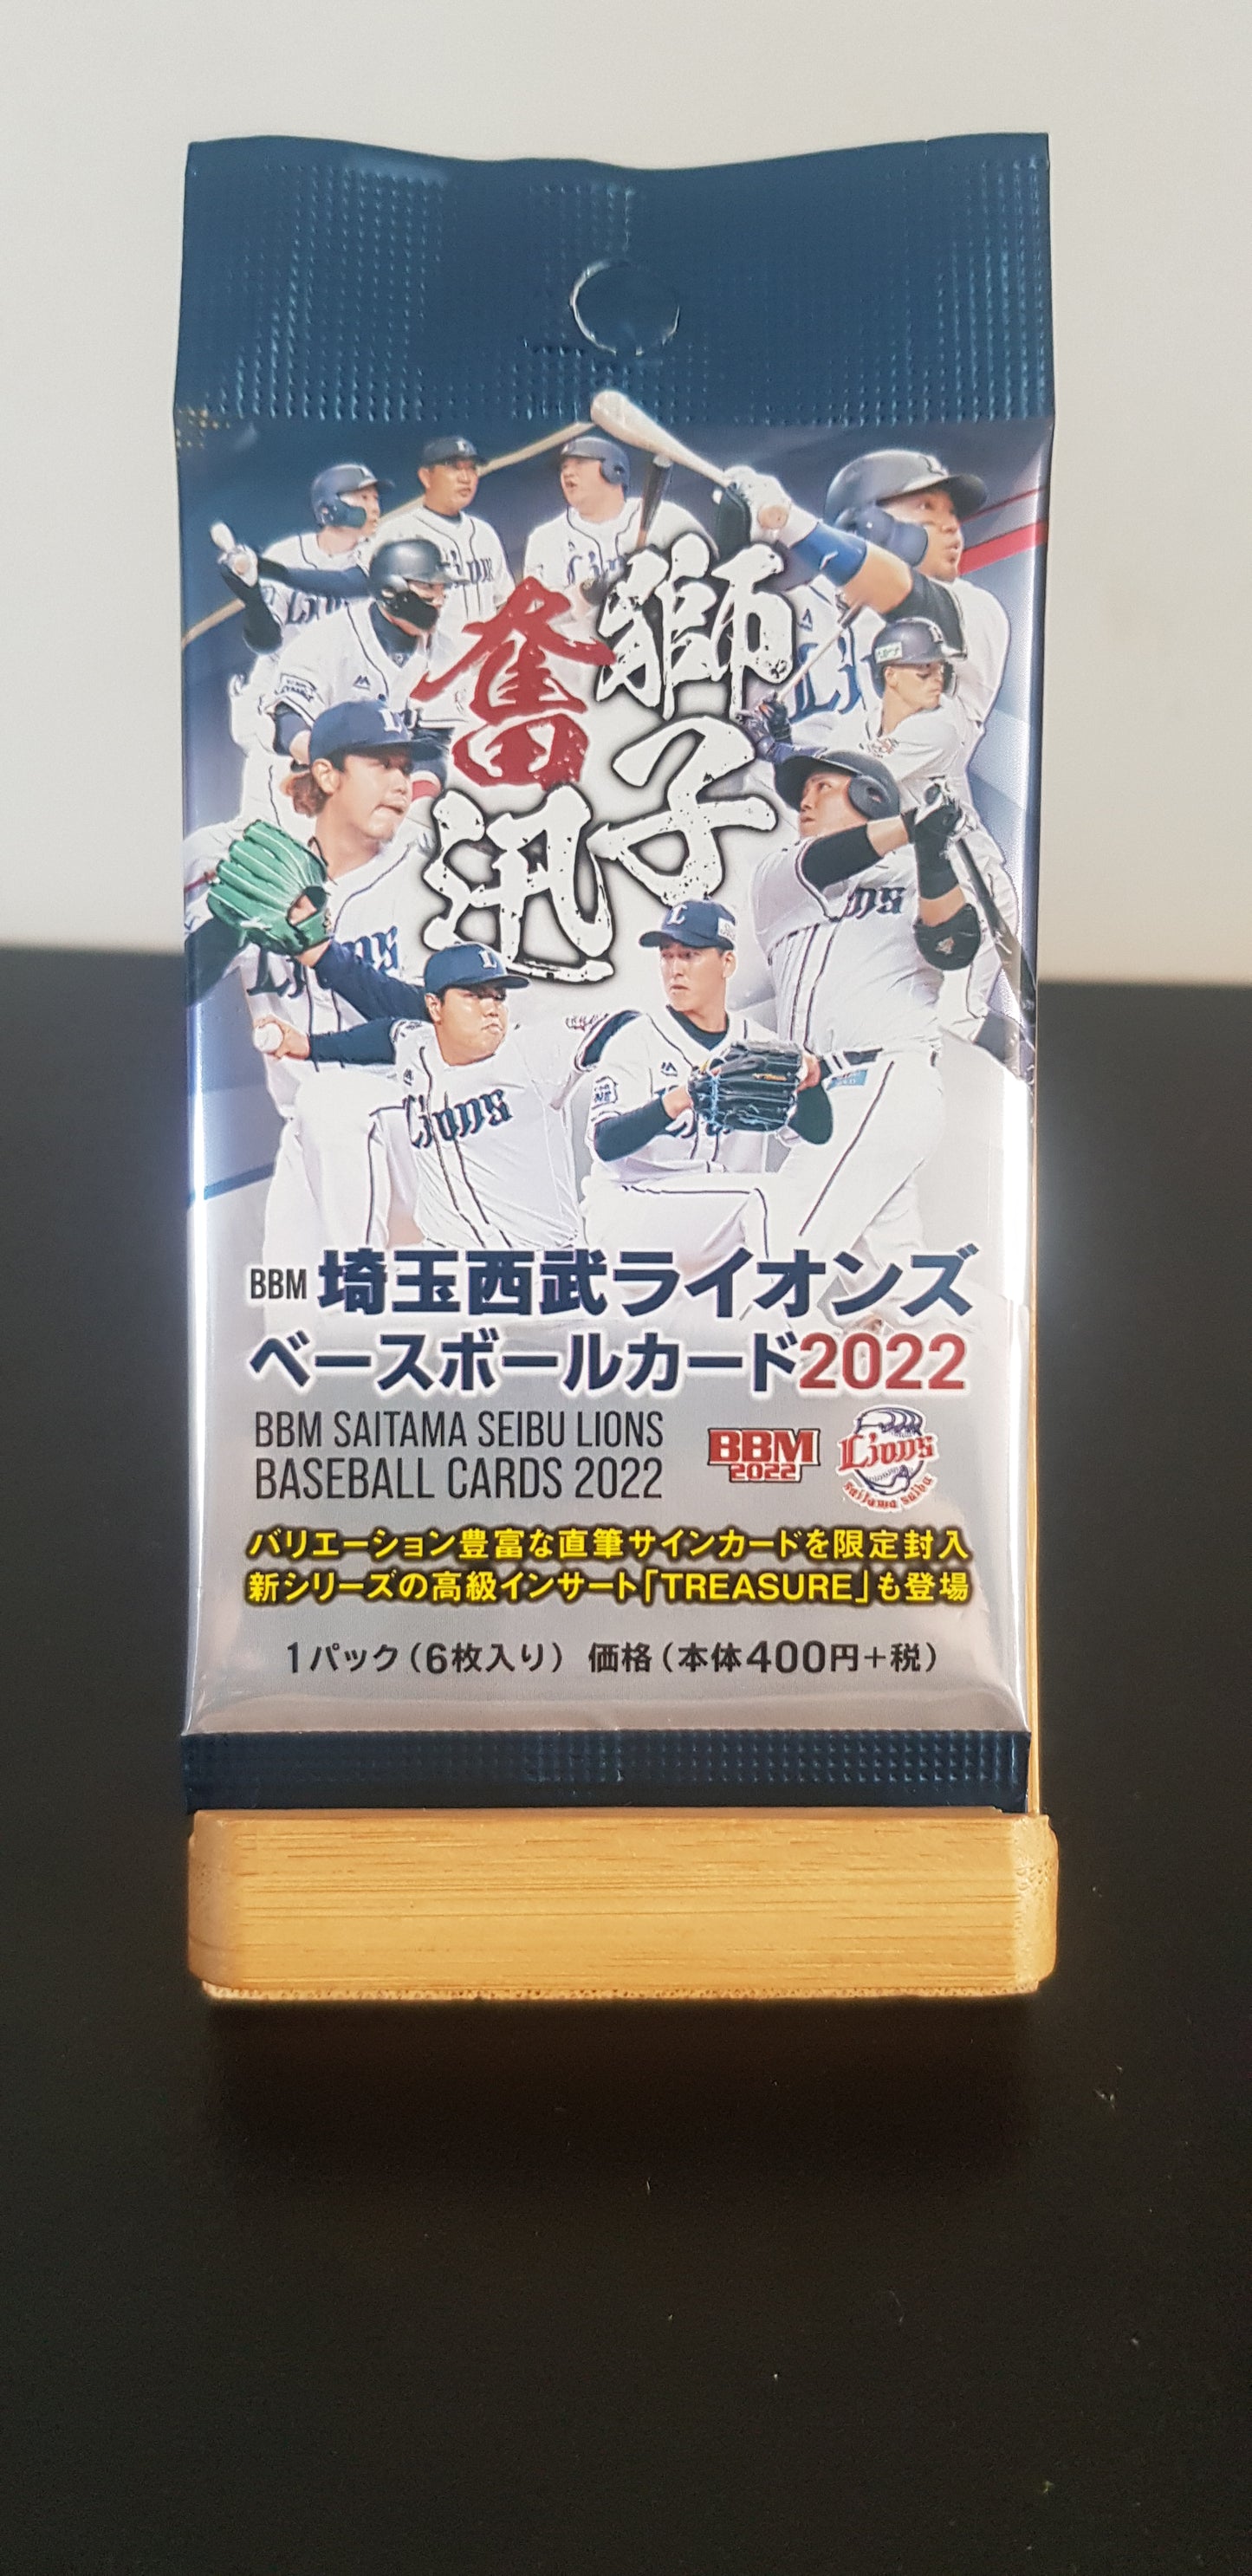 獅子
奮迅
BBM 埼玉西武ライオンズ
ベースボールカード2022
BBM SAITAMA SEIBU LIONS
BASEBALL CARDS 2022
BBM
2022
Lions
saitama seibu
バリエーション豊富な直筆サインカードを限定封入
新シリーズの高級インサート「TREASURE」も登場
1パック（6枚入り） 価格（本体400円+税）
Lions